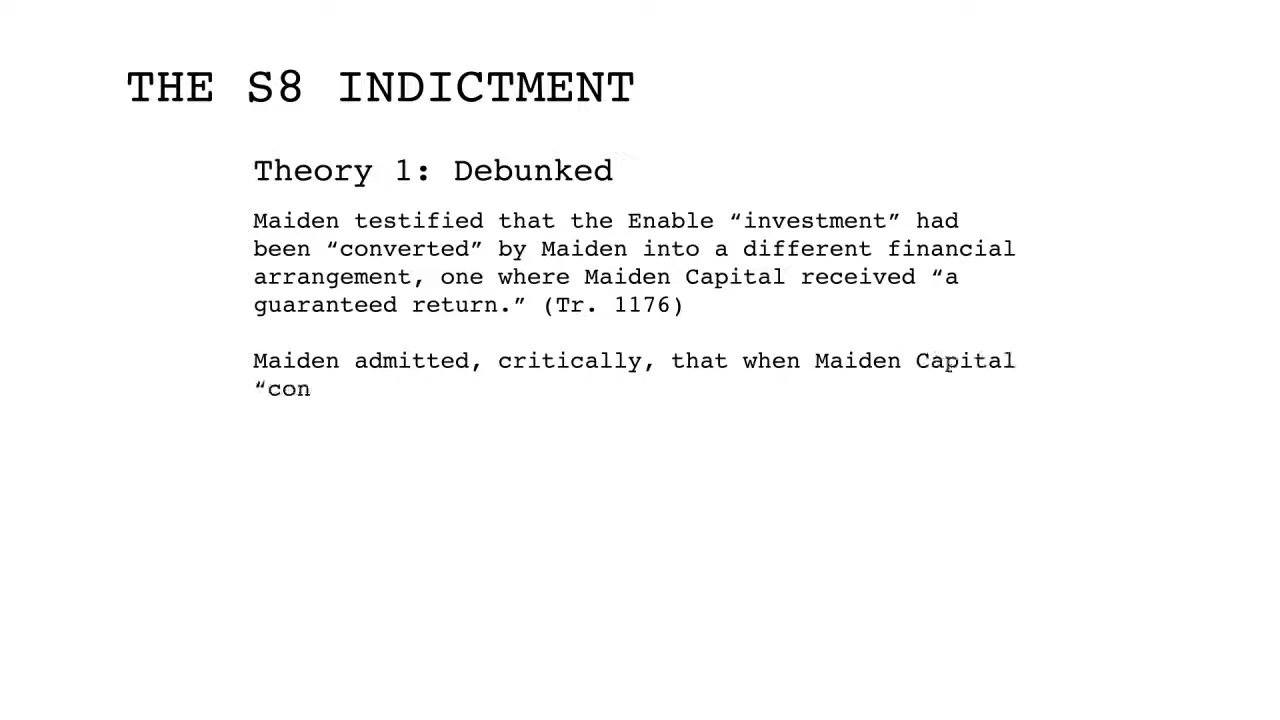 THE S8 INDICTMENT
Theory 1: Debunked
Maiden testified that the Enable “investment” had
been “converted” by Maiden into a different financial
arrangement, one where Maiden Capital received “a
guaranteed return.” (Tr. 1176)
Maiden admitted, critically, that when Maiden Capital
“con